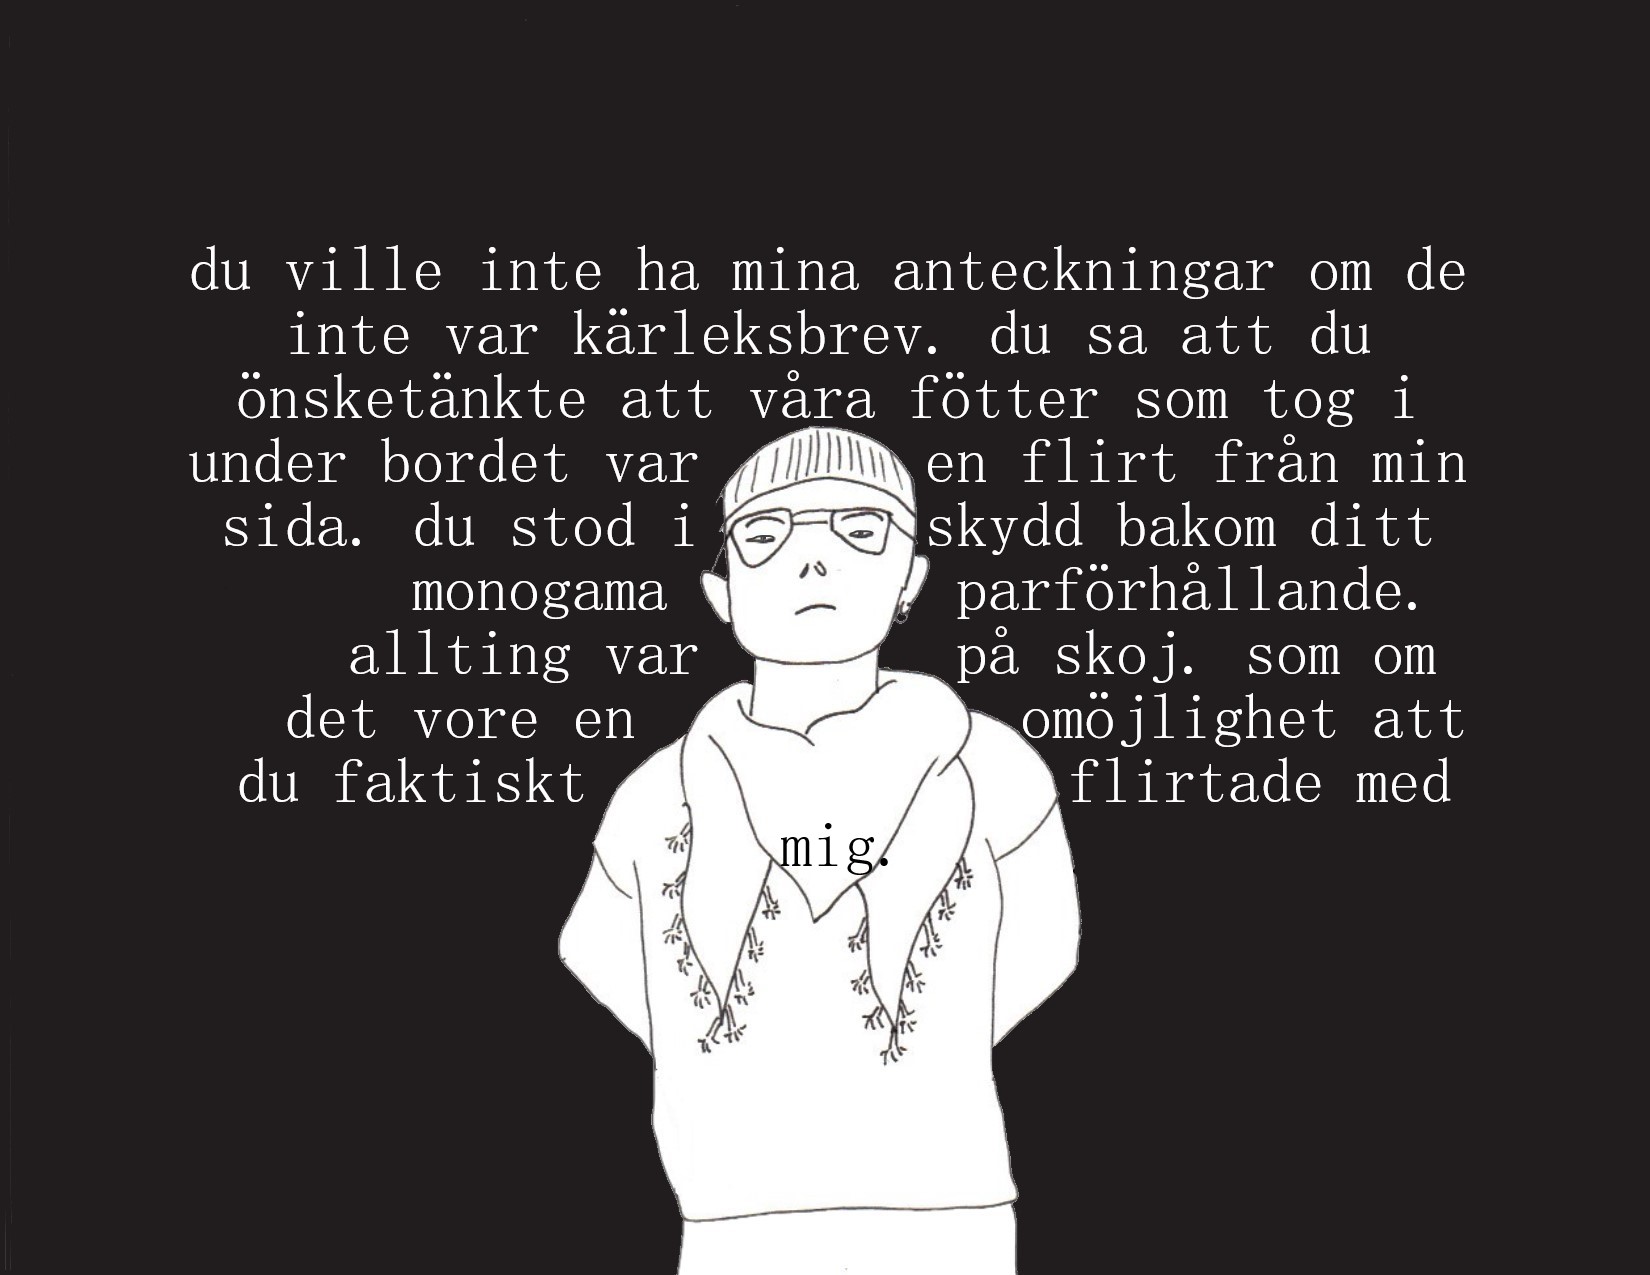 du ville inte ha mina anteckningar om de
inte var kärleksbrev. du sa att du
önsketänkte att våra fötter som tog i
under bordet var en flirt från min
sida. du stod i skydd bakom ditt
monogama parförhållande.
allting var på skoj. som om
det vore en omöjlighet att
du faktiskt flirtade med
mig.